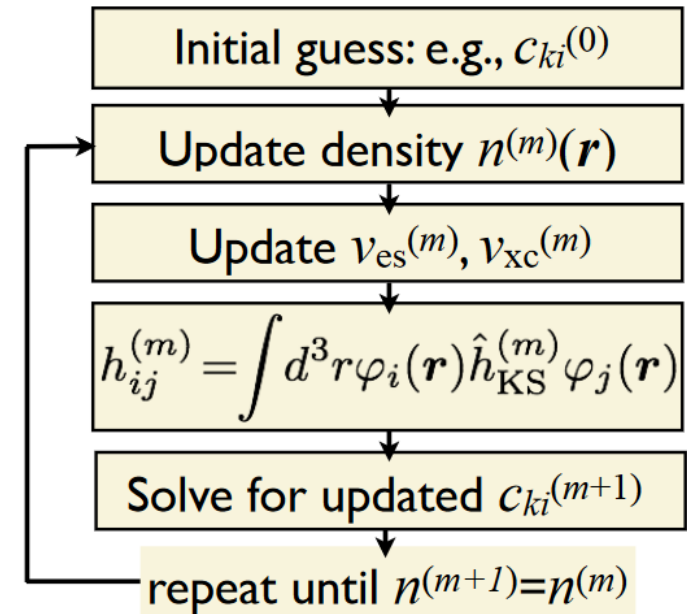 Initial guess: e.g., c_{ki}^{(0)}
Update density n^{(m)}(r)
Update v_{es}^{(m)}, v_{xc}^{(m)}
h_{ij}^{(m)} = ∫ d^3 r φ_i(r) ĥ_{KS}^{(m)} φ_j(r)
Solve for updated c_{ki}^{(m+1)}
repeat until n^{(m+1)}=n^{(m)}